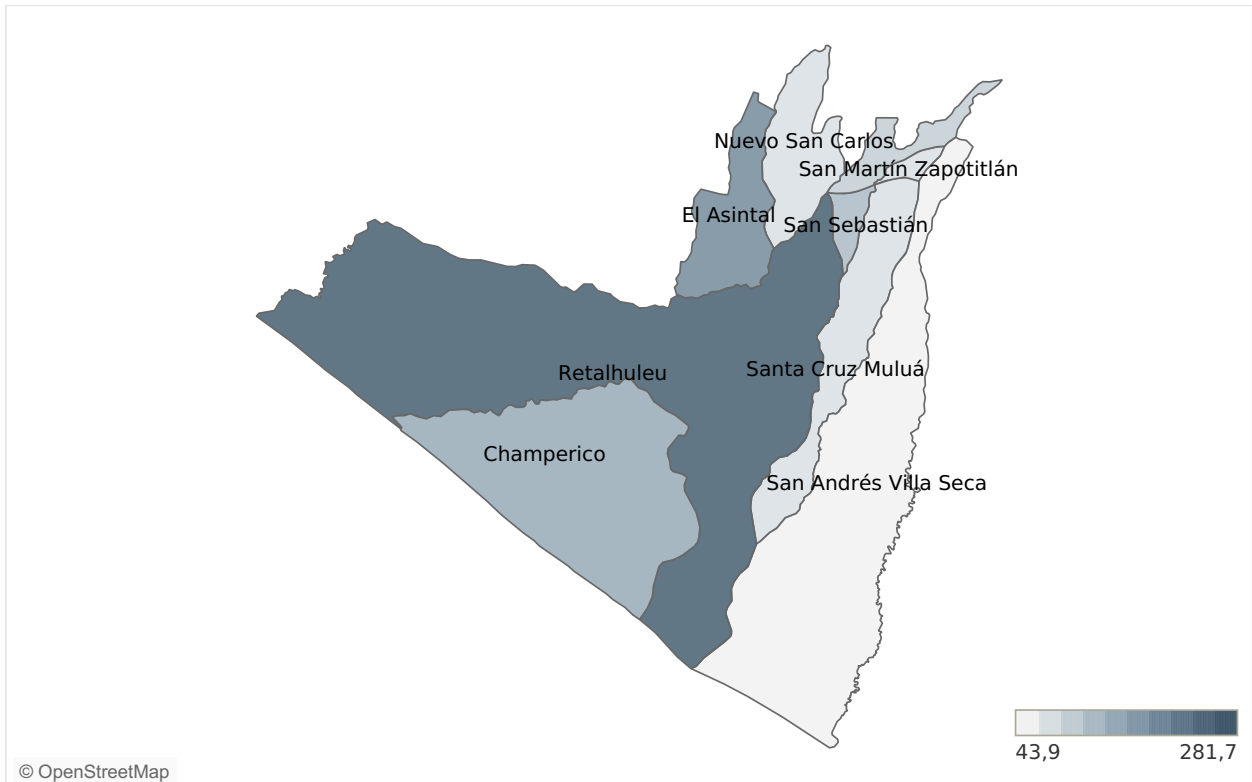 Nuevo San Carlos
San Martín Zapotitlán
El Asintal
San Sebastián
Retalhuleu
Santa Cruz Muluá
Champerico
San Andrés Villa Seca
43,9
281,7
© OpenStreetMap